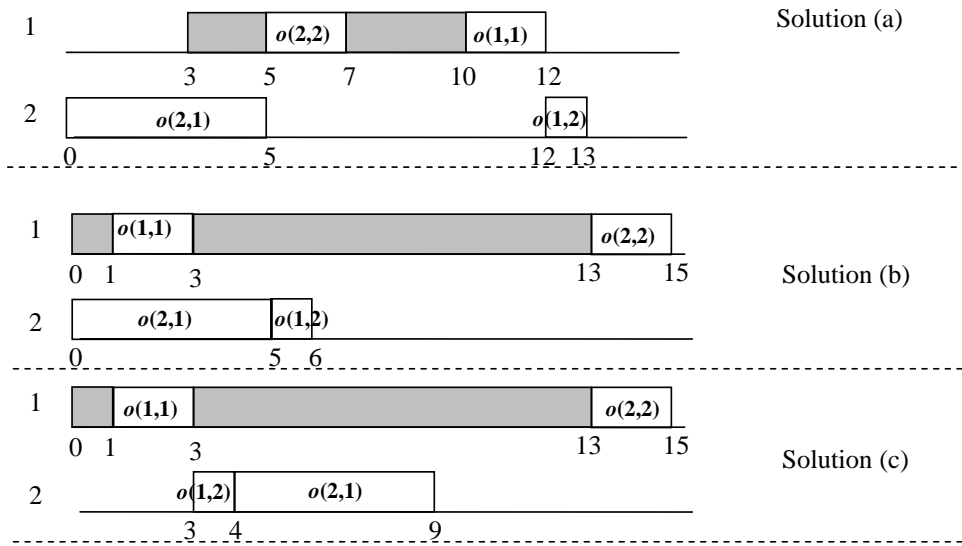 1 o(2,2) o(1,1) Solution (a)
3 5 7 10 12
2 o(2,1) o(1,2)
0 5 12 13
1 o(1,1) o(2,2)
0 1 3 13 15
Solution (b)
2 o(2,1) o(1,2)
0 5 6
1 o(1,1) o(2,2)
0 1 3 13 15
Solution (c)
2 o(1,2) o(2,1)
3 4 9